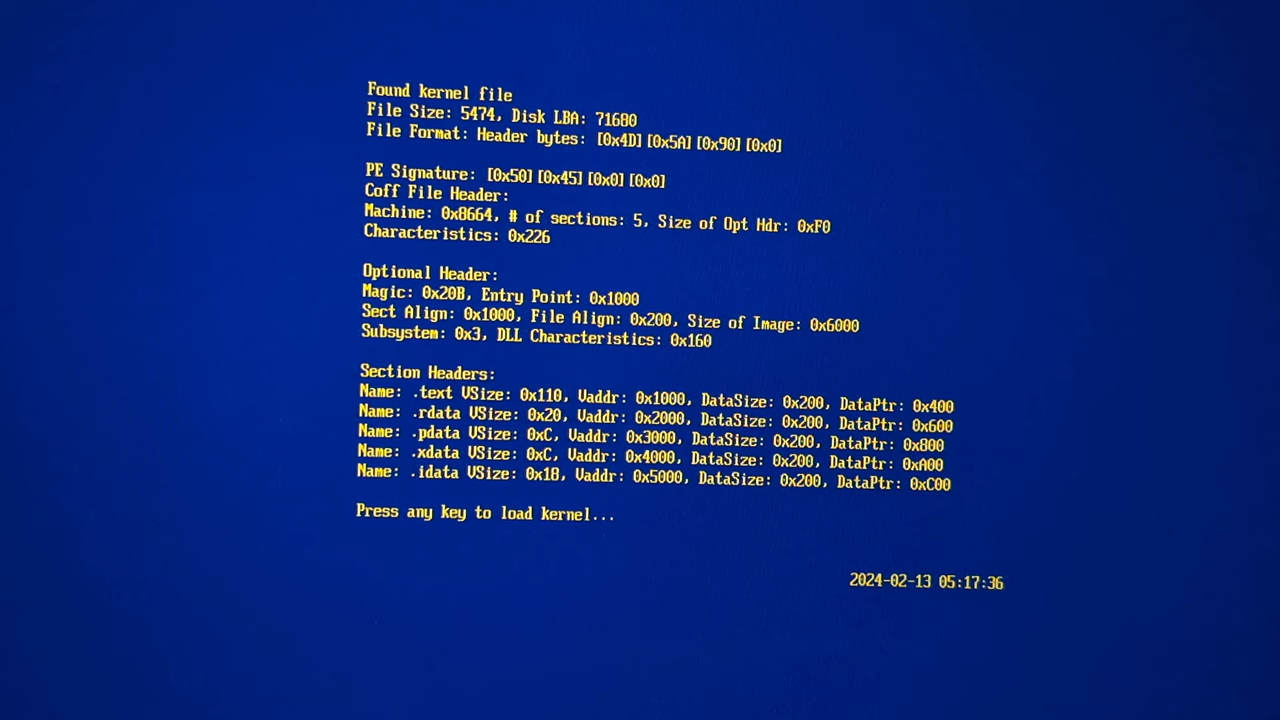 Found kernel file
File Size: 5474, Disk LBA: 71680
File Format: Header bytes: [0x4D][0x5A][0x90][0x0]
PE Signature: [0x50][0x45][0x0][0x0]
Coff File Header:
Machine: 0x8664, # of sections: 5, Size of Opt Hdr: 0xF0
Characteristics: 0x226
Optional Header:
Magic: 0x20B, Entry Point: 0x1000
Sect Align: 0x1000, File Align: 0x200, Size of Image: 0x6000
Subsystem: 0x3, DLL Characteristics: 0x160
Section Headers:
Name: .text VSize: 0x110, Vaddr: 0x1000, DataSize: 0x200, DataPtr: 0x400
Name: .rdata VSize: 0x20, Vaddr: 0x2000, DataSize: 0x200, DataPtr: 0x600
Name: .pdata VSize: 0xC, Vaddr: 0x3000, DataSize: 0x200, DataPtr: 0x800
Name: .xdata VSize: 0xC, Vaddr: 0x4000, DataSize: 0x200, DataPtr: 0xA00
Name: .idata VSize: 0x18, Vaddr: 0x5000, DataSize: 0x200, DataPtr: 0xC00
Press any key to load kernel...
2024-02-13 05:17:36